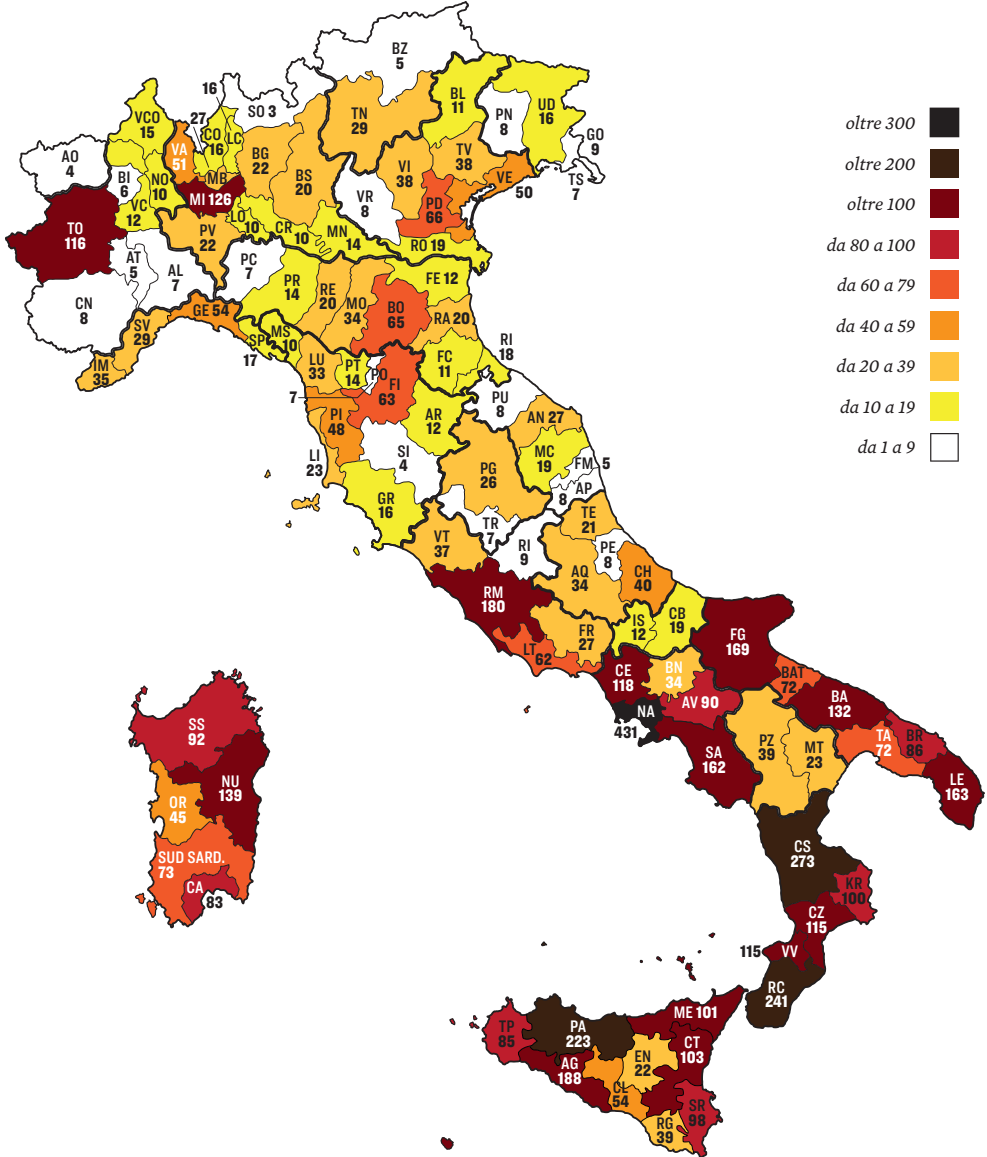 BZ
5
16
SO 3
27
VCO
15
CO
16
LC
VA
51
BG
22
BS
20
TN
29
BL
11
PN
8
UD
16
GO
9
TS
7
AO
4
BI
6
NO
10
MB
MI 126
VI
38
TV
38
VE
50
7
VR
8
PD
66
VC
12
TO
116
LO
10
CR
10
MN
14
RO 19
PV
22
AT
5
AL
7
PC
7
CN
8
PR
14
RE
20
MO
34
FE 12
BO
65
RA 20
GE 54
SV
29
IM
35
SP
17
MS
10
LU
33
PT
14
PO
FI
63
FC
11
RI
18
7
PI
48
AR
12
PU
8
AN 27
LI
23
SI
4
PG
26
MC
19
FM
5
AP
8
GR
16
TR
7
TE
21
VT
37
RI
9
PE
8
AQ
34
CH
40
RM
180
FR
27
IS
12
CB
19
LT 62
FG
169
CE
118
BN
34
BAT
72
NA
431
AV 90
BA
132
SA
162
PZ
39
MT
23
TA
72
BR
86
LE
163
SS
92
NU
139
OR
45
SUD SARD.
73
CA
83
CS
273
KR
100
CZ
115
115
VV
RC
241
ME 101
TP
85
PA
223
CT
103
AG
188
EN
22
CL
54
SR
98
RG
39
oltre 300
oltre 200
oltre 100
da 80 a 100
da 60 a 79
da 40 a 59
da 20 a 39
da 10 a 19
da 1 a 9